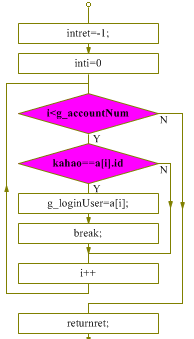 intret=-1;
inti=0
i<g_accountNum
N
Y
kahao==a[i].id
N
Y
g_loginUser=a[i];
break;
i++
returnret;